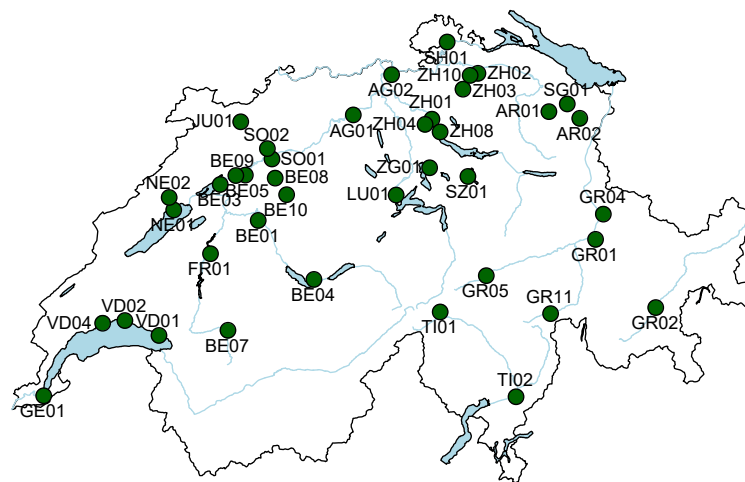 SH01
ZH10
ZH02
AG02
ZH03
SG01
ZH01
AR01
JU01
AG01
ZH04
AR02
SO02
ZH08
SO01
BE09
ZG01
BE08
NE02
BE05
SZ01
BE03
LU01
BE10
NE01
GR04
BE01
GR01
FR01
GR05
BE04
VD02
GR11
GR02
VD04
VD01
TI01
BE07
TI02
GE01